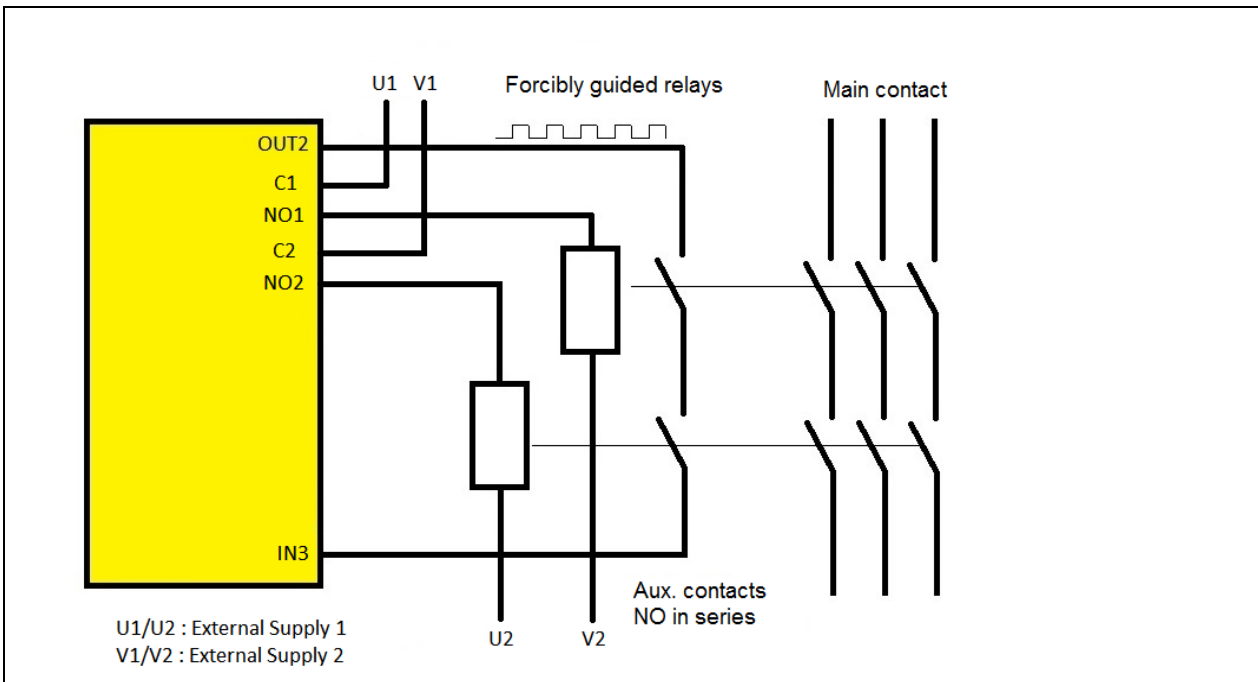 U1 V1
Forcibly guided relays
Main contact
OUT2
C1
NO1
C2
NO2
IN3
Aux. contacts
NO in series
U2
V2
U1/U2 : External Supply 1
V1/V2 : External Supply 2